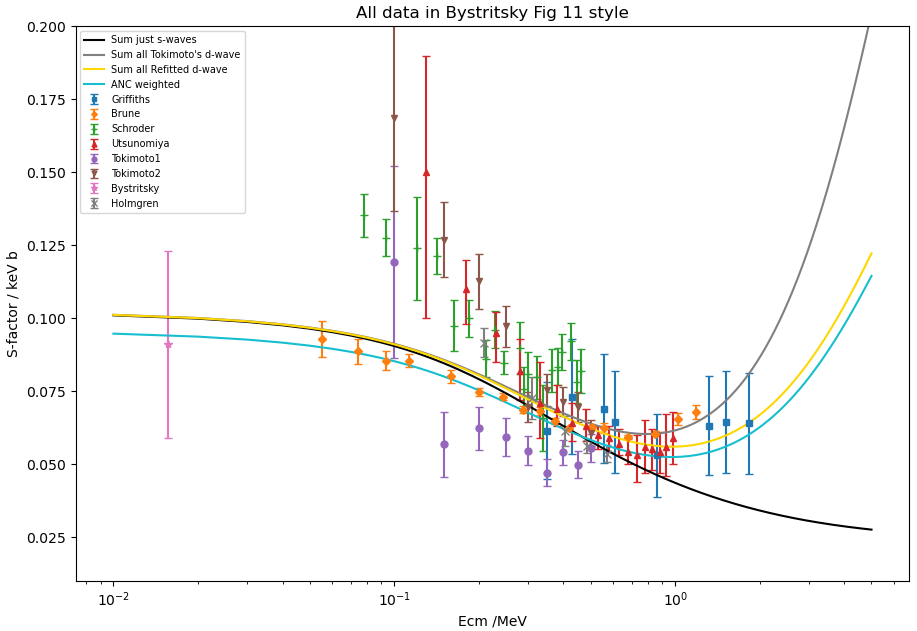 All data in Bystritsky Fig 11 style
0.200
0.175
0.150
0.125
0.100
0.075
0.050
0.025
S-factor / keV b
Sum just s-waves
Sum all Tokimoto's d-wave
Sum all Refitted d-wave
ANC weighted
Griffiths
Brune
Schroder
Utsunomiya
Tokimoto1
Tokimoto2
Bystritsky
Holmgren
10⁻² 10⁻¹ 10⁰
Ecm /MeV